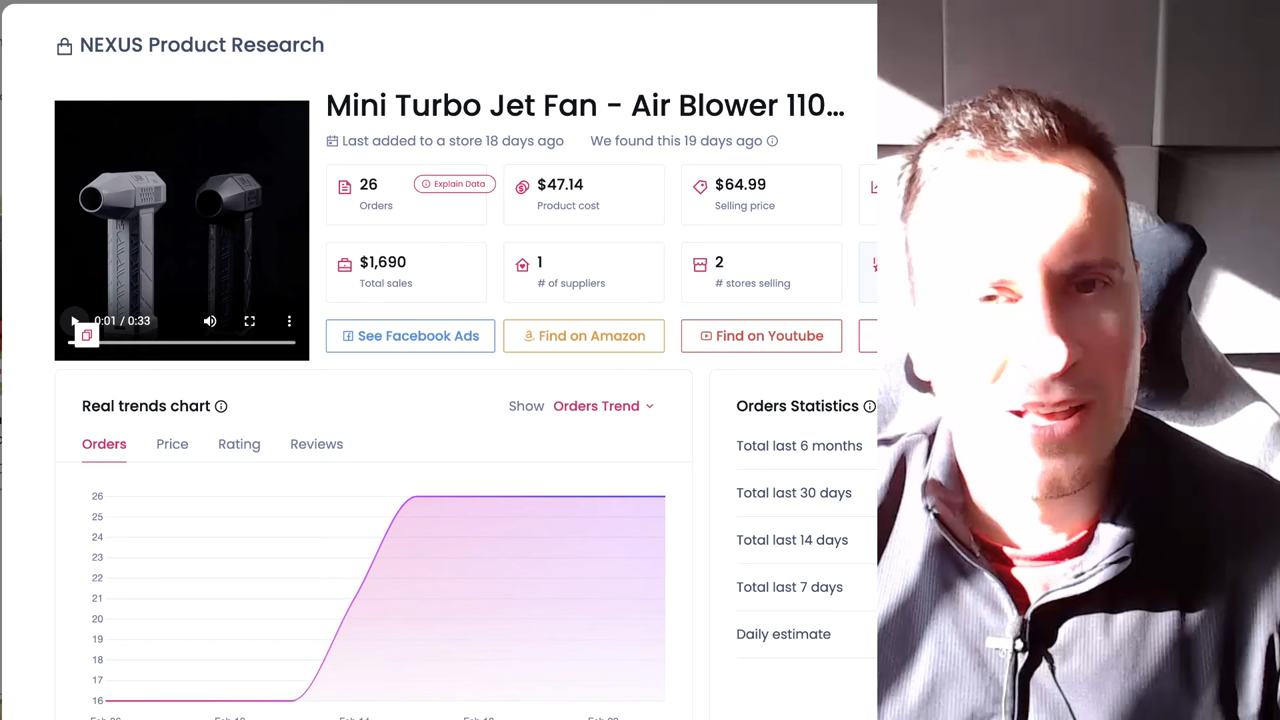 NEXUS Product Research
Mini Turbo Jet Fan - Air Blower 110...
Last added to a store 18 days ago We found this 19 days ago
26 Explain Data $47.14 $64.99
Orders Product cost Selling price
$1,690 1 2
Total sales # of suppliers # stores selling
0:01 / 0:33
See Facebook Ads Find on Amazon Find on Youtube
Real trends chart Show Orders Trend
Orders Price Rating Reviews
26
25
24
23
22
21
20
19
18
17
16
Orders Statistics
Total last 6 months
Total last 30 days
Total last 14 days
Total last 7 days
Daily estimate